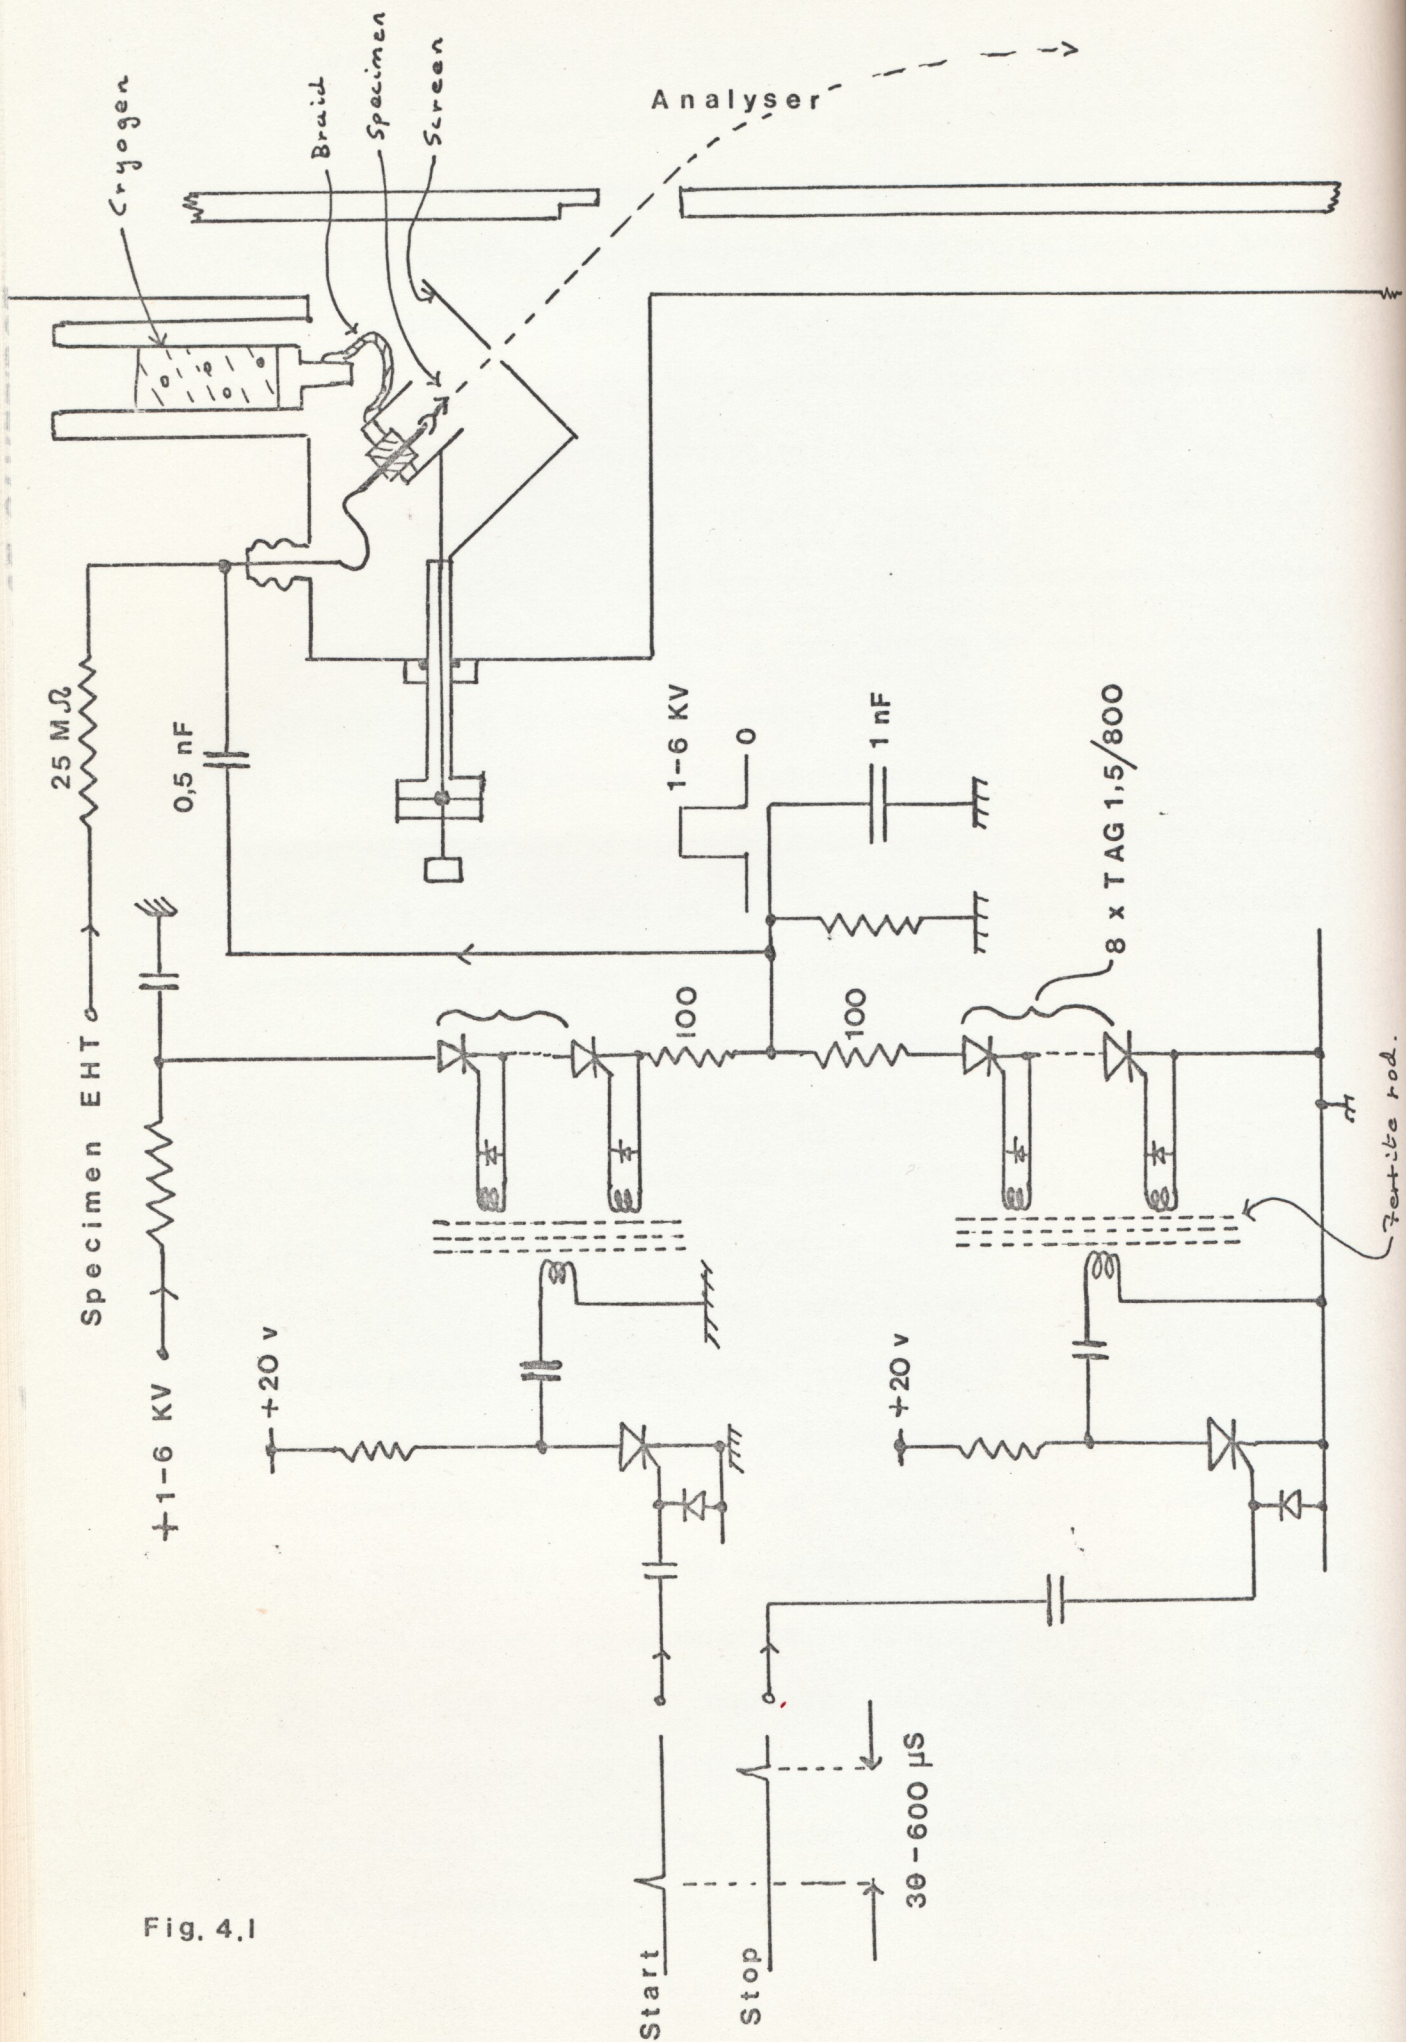 Cryogen
Braid
Specimen
Screen
Analyser
25 MΩ
0,5 nF
Specimen EHT
+1-6 KV
1-6 KV
0
1 nF
100
100
8 x TAG 1,5/800
+20 v
+20 v
Ferrite rod.
Start
Stop
30-600 µS
Fig. 4.1